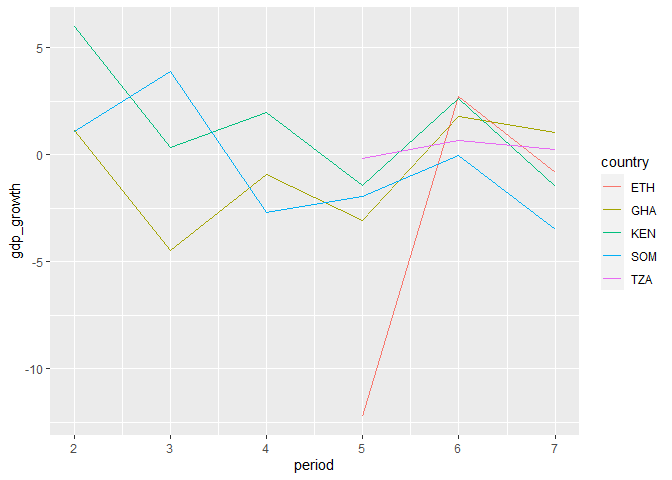 5
0
-5
-10
gdp_growth
2 3 4 5 6 7
period
country
ETH
GHA
KEN
SOM
TZA